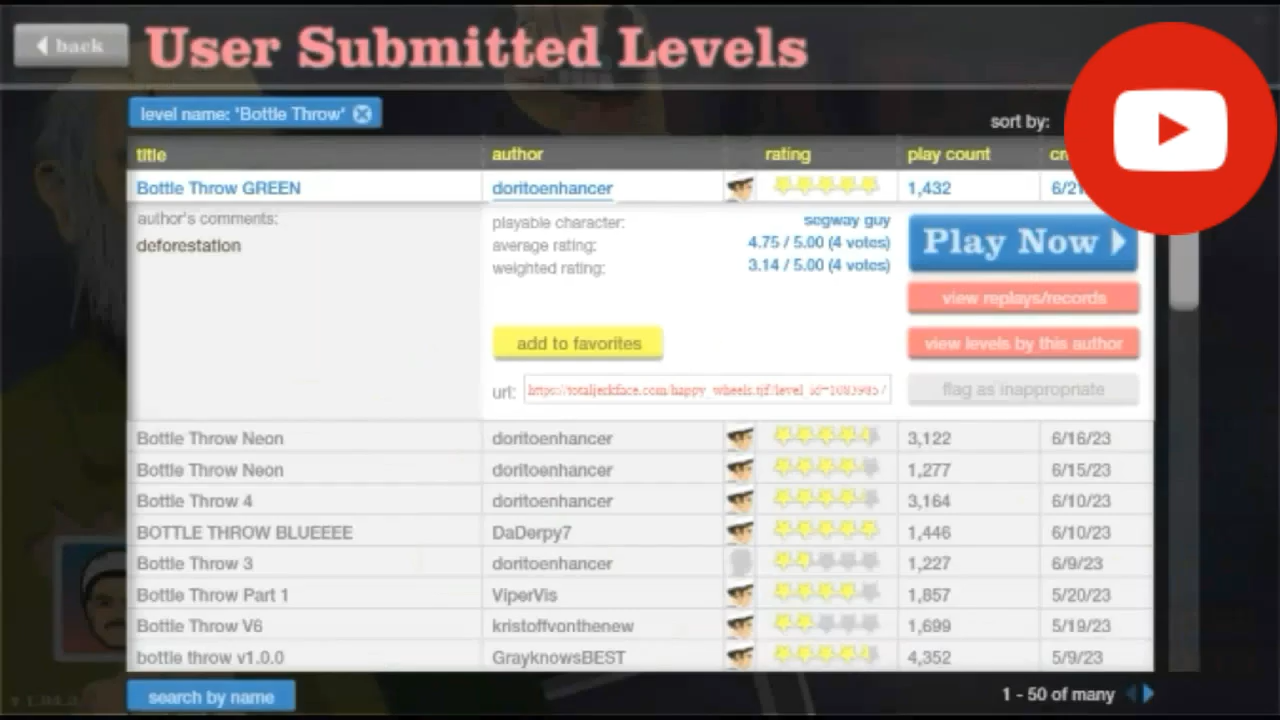 back
User Submitted Levels
level name: 'Bottle Throw'
sort by:
title author rating play count
Bottle Throw GREEN doritoenhancer 1,432
author's comments:
deforestation
playable character: segway guy
average rating: 4.75 / 5.00 (4 votes)
weighted rating: 3.14 / 5.00 (4 votes)
Play Now
view replays/records
add to favorites
view levels by this author
url:
flag as inappropriate
Bottle Throw Neon doritoenhancer 3,122 6/16/23
Bottle Throw Neon doritoenhancer 1,277 6/15/23
Bottle Throw 4 doritoenhancer 3,164 6/10/23
BOTTLE THROW BLUEEEE DaDerpy7 1,446 6/10/23
Bottle Throw 3 doritoenhancer 1,227 6/9/23
Bottle Throw Part 1 ViperVis 1,857 5/20/23
Bottle Throw V6 kristoffvonthenew 1,699 5/19/23
bottle throw v1.0.0 GrayknowsBEST 4,352 5/9/23
search by name
1 - 50 of many